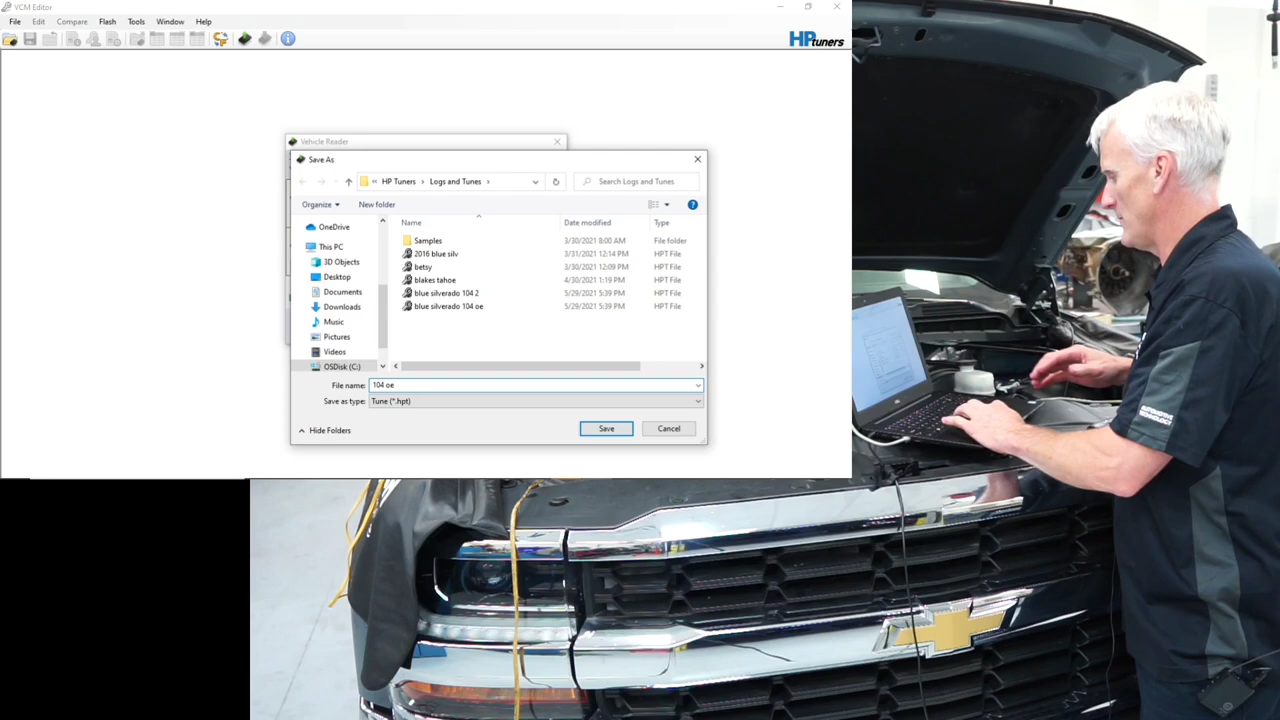 VCM Editor
File Edit Compare Flash Tools Window Help
HPtuners
Vehicle Reader
Save As
« HP Tuners › Logs and Tunes ›
Search Logs and Tunes
Organize New folder
Name Date modified Type
OneDrive
This PC
3D Objects
Desktop
Documents
Downloads
Music
Pictures
Videos
OSDisk (C:)
Samples 3/30/2021 8:00 AM File folder
2016 blue silv 3/31/2021 12:14 PM HPT File
betsy 3/30/2021 12:09 PM HPT File
blakes tahoe 4/30/2021 1:19 PM HPT File
blue silverado 104 2 5/29/2021 5:39 PM HPT File
blue silverado 104 oe 5/29/2021 5:39 PM HPT File
File name: 104 oe
Save as type: Tune (*.hpt)
Hide Folders
Save Cancel
AUTOMOTIVE
TECHNOLOGY